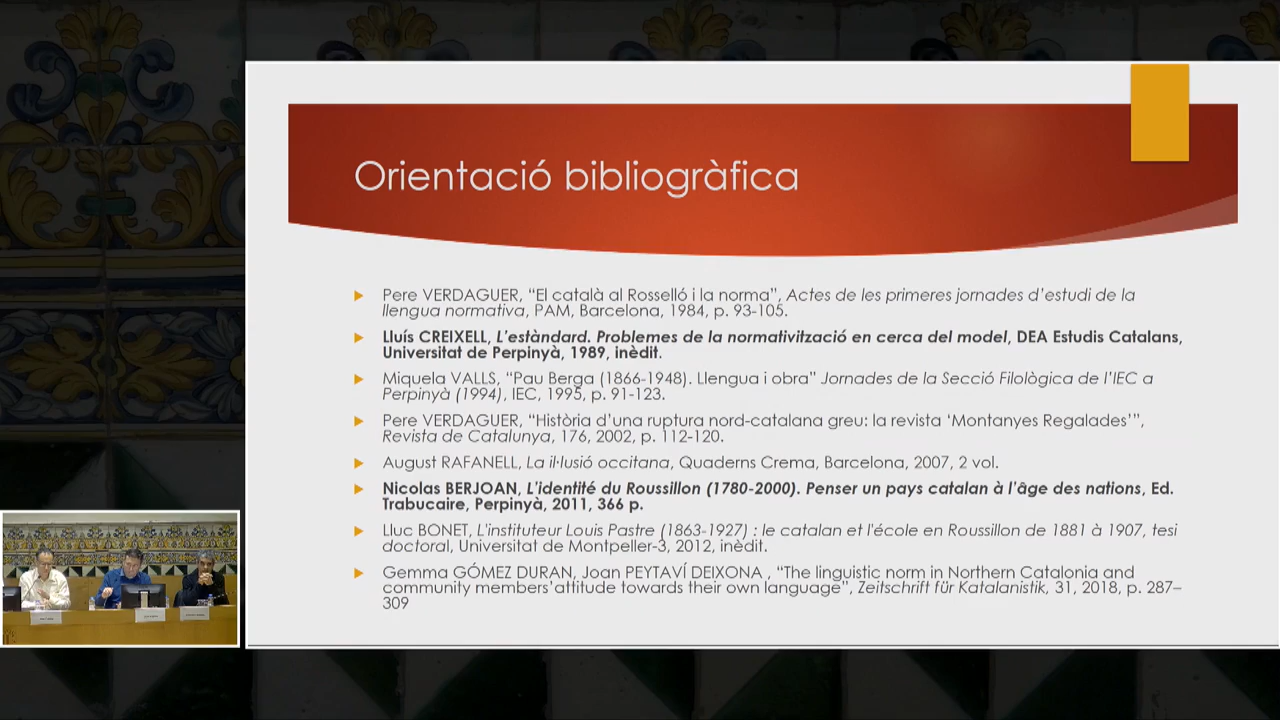 Orientació bibliogràfica
Pere VERDAGUER, “El català al Rosselló i la norma”, Actes de les primeres jornades d’estudi de la
llengua normativa, PAM, Barcelona, 1984, p. 93-105.
Lluís CREIXELL, L’estàndard. Problemes de la normativització en cerca del model, DEA Estudis Catalans,
Universitat de Perpinyà, 1989, inèdit.
Miquela VALLS, “Pau Berga (1866-1948). Llengua i obra” Jornades de la Secció Filològica de l’IEC a
Perpinyà (1994), IEC, 1995, p. 91-123.
Pere VERDAGUER, “Història d’una ruptura nord-catalana greu: la revista ‘Montanyes Regalades’”,
Revista de Catalunya, 176, 2002, p. 112-120.
August RAFANELL, La il·lusió occitana, Quaderns Crema, Barcelona, 2007, 2 vol.
Nicolas BERJOAN, L’identité du Roussillon (1780-2000). Penser un pays catalan à l’âge des nations, Ed.
Trabucaire, Perpinyà, 2011, 366 p.
Lluc BONET, L'instituteur Louis Pastre (1863-1927) : le catalan et l'école en Roussillon de 1881 à 1907, tesi
doctoral, Universitat de Montpeller-3, 2012, inèdit.
Gemma GÓMEZ DURAN, Joan PEYTAVÍ DEIXONA , “The linguistic norm in Northern Catalonia and
community members’attitude towards their own language”, Zeitschrift für Katalanistik, 31, 2018, p. 287–
309